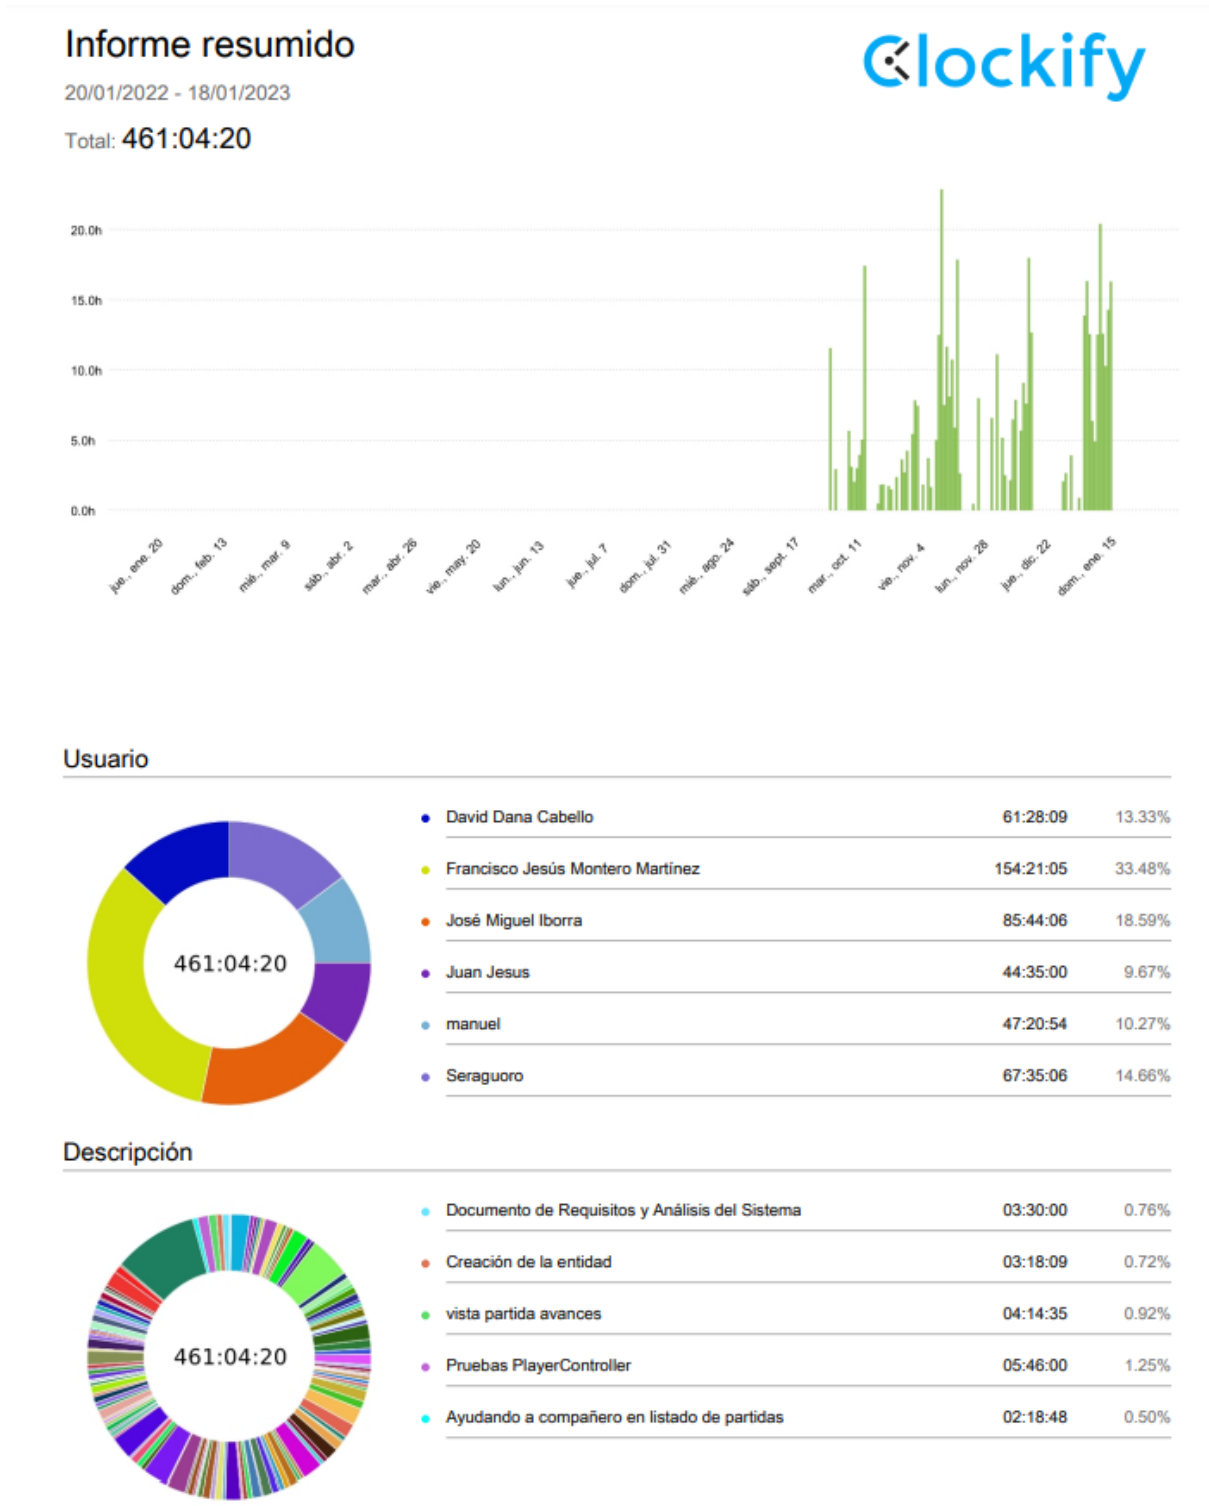 Informe resumido
Clockify
20/01/2022 - 18/01/2023
Total: 461:04:20
20.0h
15.0h
10.0h
5.0h
0.0h
jue., ene. 20
dom., feb. 13
mié., mar. 9
sáb., abr. 2
mar., abr. 26
vie., may. 20
lun., jun. 13
jue., jul. 7
dom., jul. 31
mié., ago. 24
sáb., sept. 17
mar., oct. 11
vie., nov. 4
lun., nov. 28
jue., dic. 22
dom., ene. 15
Usuario
461:04:20
David Dana Cabello 61:28:09 13.33%
Francisco Jesús Montero Martínez 154:21:05 33.48%
José Miguel Iborra 85:44:06 18.59%
Juan Jesus 44:35:00 9.67%
manuel 47:20:54 10.27%
Seraguoro 67:35:06 14.66%
Descripción
461:04:20
Documento de Requisitos y Análisis del Sistema 03:30:00 0.76%
Creación de la entidad 03:18:09 0.72%
vista partida avances 04:14:35 0.92%
Pruebas PlayerController 05:46:00 1.25%
Ayudando a compañero en listado de partidas 02:18:48 0.50%